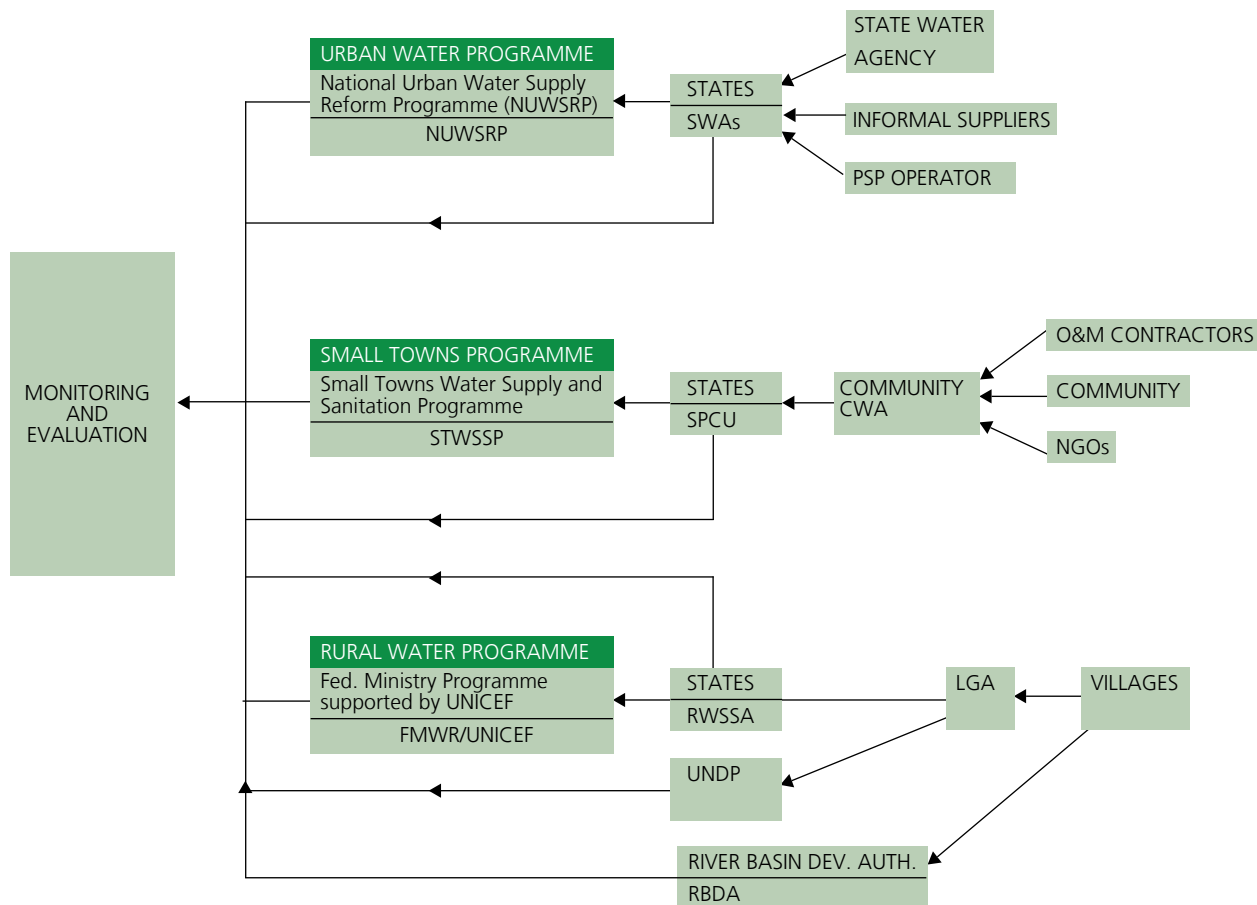 URBAN WATER PROGRAMME
National Urban Water Supply
Reform Programme (NUWSRP)
NUWSRP
STATES
SWAs
STATE WATER
AGENCY
INFORMAL SUPPLIERS
PSP OPERATOR
MONITORING
AND
EVALUATION
SMALL TOWNS PROGRAMME
Small Towns Water Supply and
Sanitation Programme
STWSSP
STATES
SPCU
COMMUNITY
CWA
O&M CONTRACTORS
COMMUNITY
NGOs
RURAL WATER PROGRAMME
Fed. Ministry Programme
supported by UNICEF
FMWR/UNICEF
STATES
RWSSA
LGA
VILLAGES
UNDP
RIVER BASIN DEV. AUTH.
RBDA